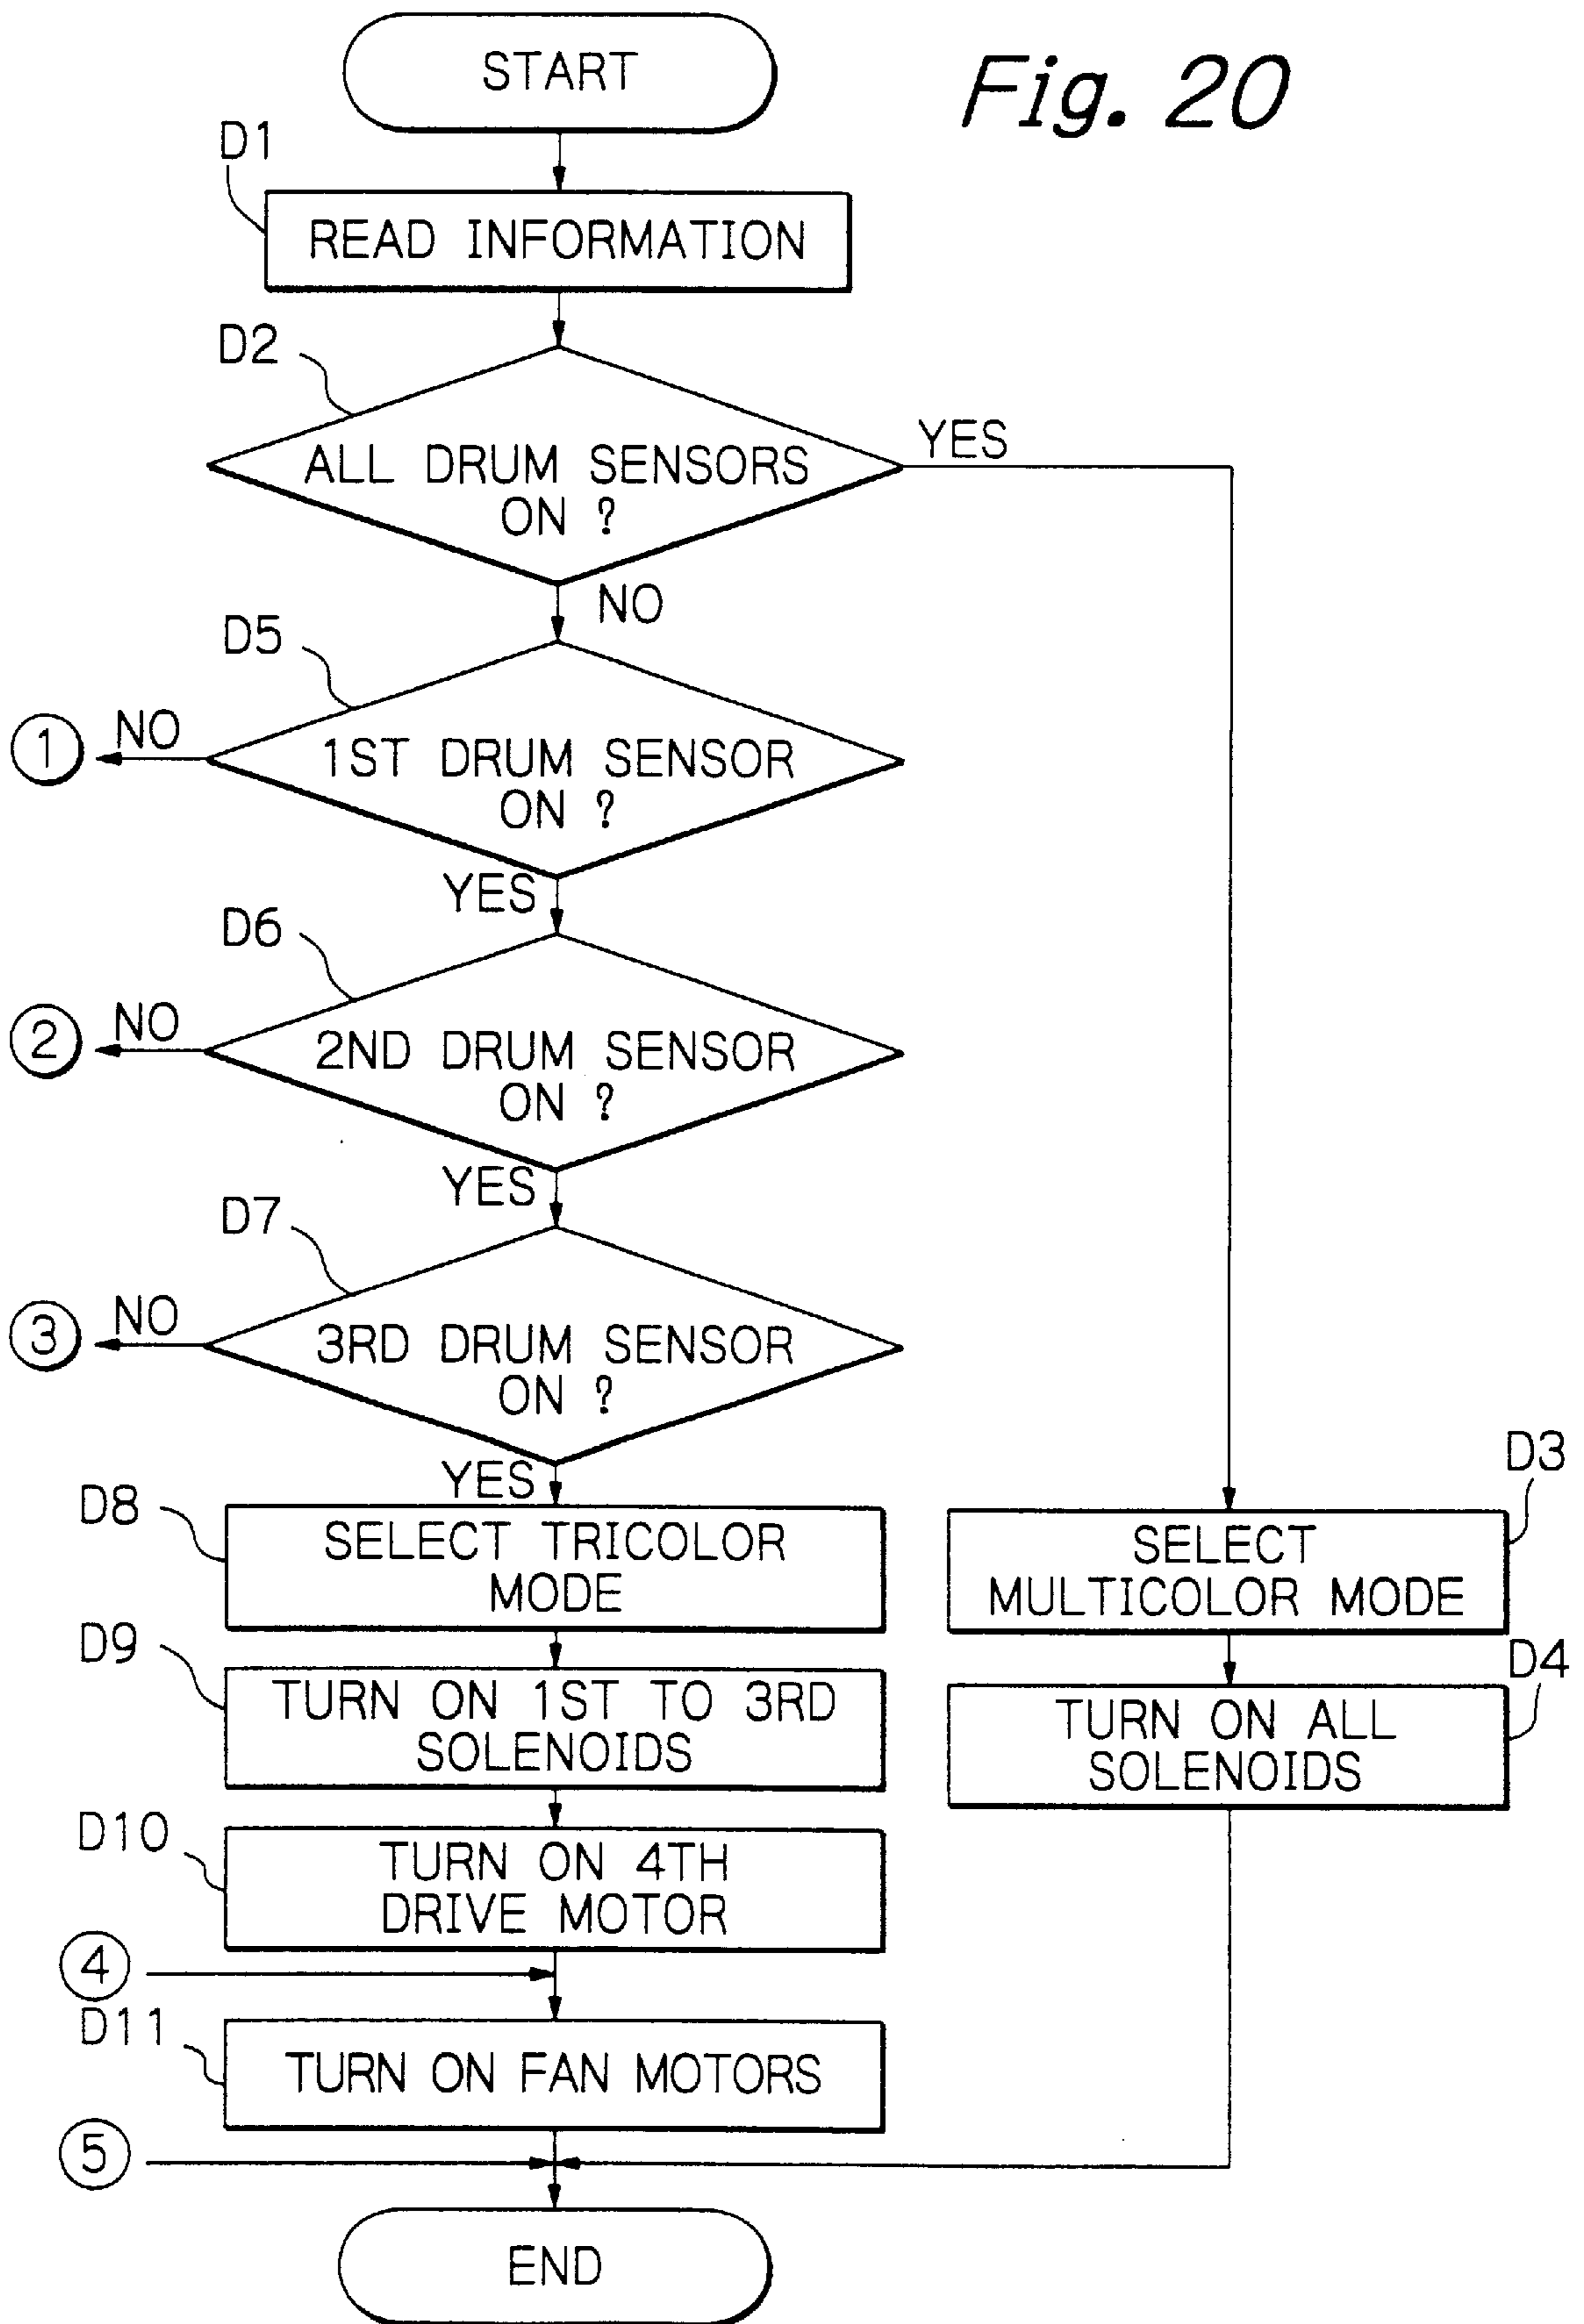 Fig. 20
START
D1
READ INFORMATION
D2
ALL DRUM SENSORS
ON ?
YES
NO
D5
1ST DRUM SENSOR
ON ?
NO
1
YES
D6
2ND DRUM SENSOR
ON ?
NO
2
YES
D7
3RD DRUM SENSOR
ON ?
NO
3
YES
D8
SELECT TRICOLOR
MODE
D3
SELECT
MULTICOLOR MODE
D9
TURN ON 1ST TO 3RD
SOLENOIDS
D4
TURN ON ALL
SOLENOIDS
D10
TURN ON 4TH
DRIVE MOTOR
4
D11
TURN ON FAN MOTORS
5
END